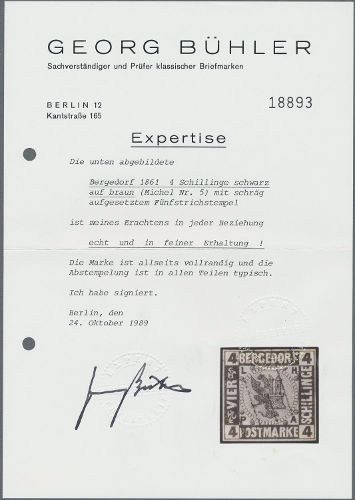 GEORG BÜHLER
Sachverständiger und Prüfer klassischer Briefmarken
BERLIN 12
Kantstraße 165
18893
Expertise
Die unten abgebildete
Bergedorf 1861 4 Schillinge schwarz
auf braun (Michel Nr. 5) mit schräg
aufgesetztem Fünfstrichstempel
ist meines Erachtens in jeder Beziehung
echt und in feiner Erhaltung !
Die Marke ist allseits vollrandig und die
Abstempelung ist in allen Teilen typisch.
Ich habe signiert.
Berlin, den
24. Oktober 1989
4 BERGEDORF 4
VIER
SCHILLINGE
4 POSTMARKE 4